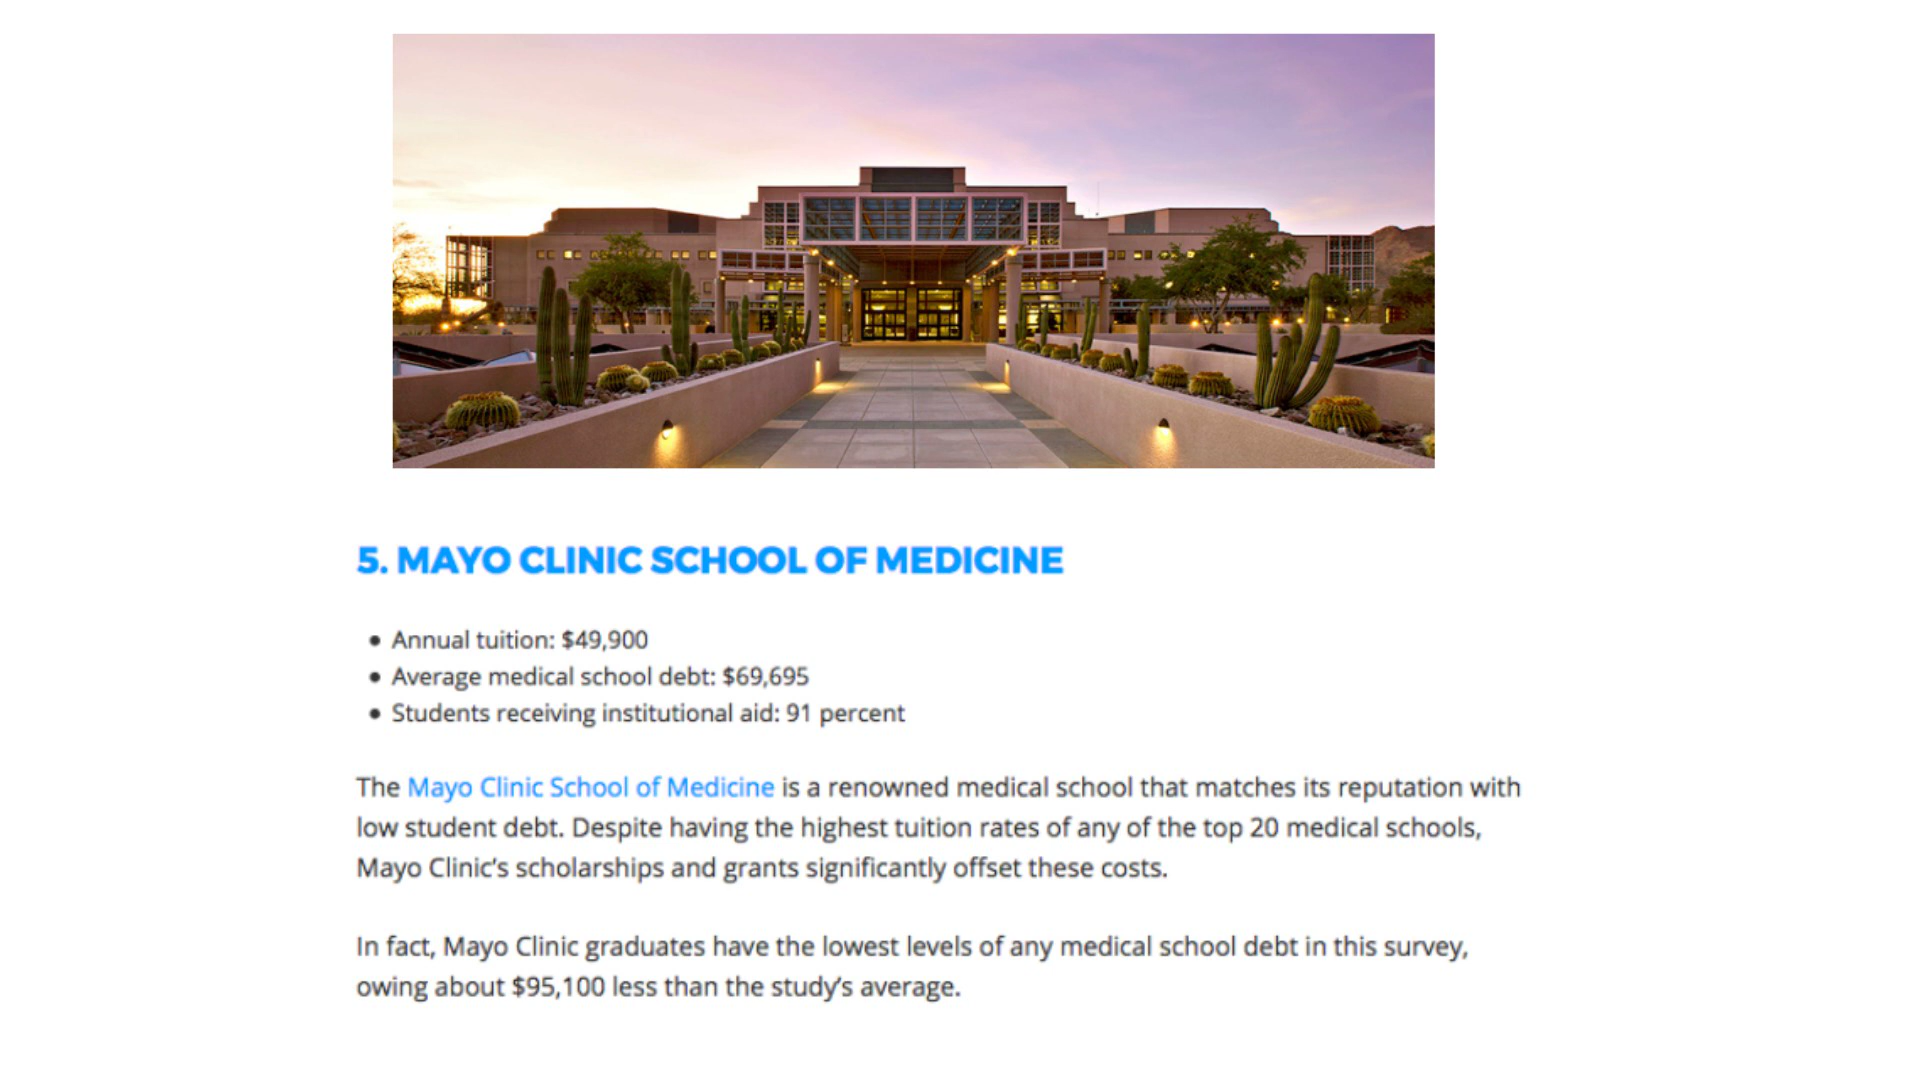 5. MAYO CLINIC SCHOOL OF MEDICINE
Annual tuition: $49,900
Average medical school debt: $69,695
Students receiving institutional aid: 91 percent
The Mayo Clinic School of Medicine is a renowned medical school that matches its reputation with
low student debt. Despite having the highest tuition rates of any of the top 20 medical schools,
Mayo Clinic's scholarships and grants significantly offset these costs.
In fact, Mayo Clinic graduates have the lowest levels of any medical school debt in this survey,
owing about $95,100 less than the study's average.